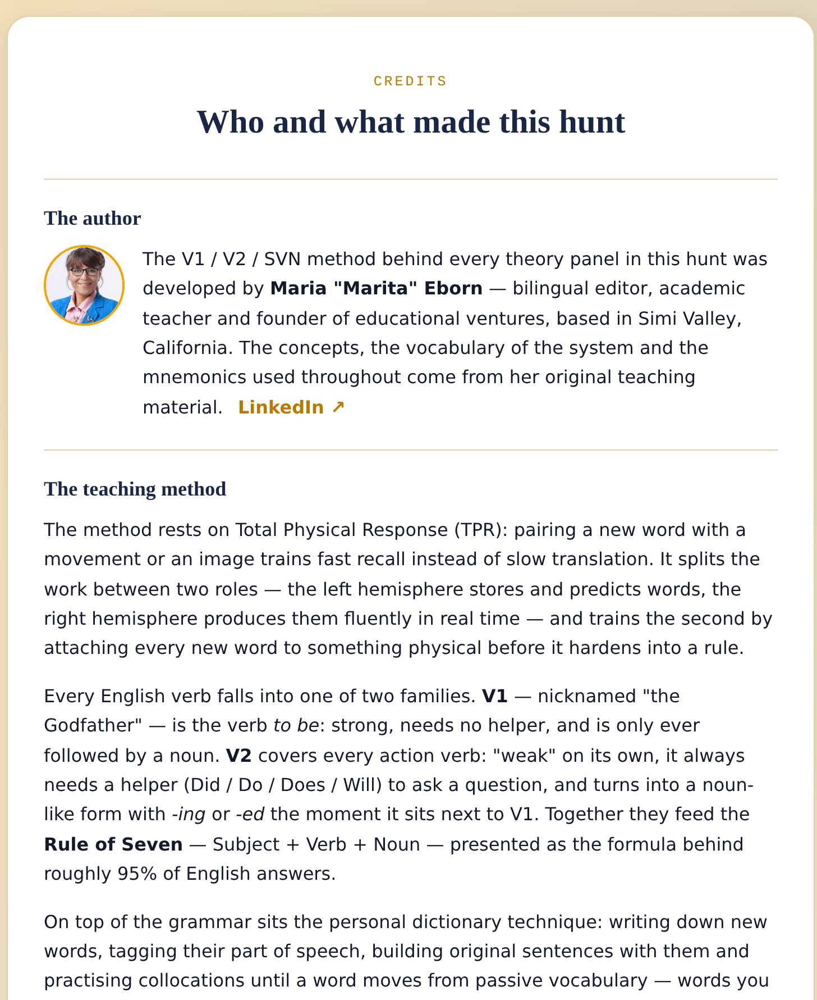 CREDITS
Who and what made this hunt
The author
The V1 / V2 / SVN method behind every theory panel in this hunt was
developed by Maria "Marita" Eborn — bilingual editor, academic
teacher and founder of educational ventures, based in Simi Valley,
California. The concepts, the vocabulary of the system and the
mnemonics used throughout come from her original teaching
material. LinkedIn ↗
The teaching method
The method rests on Total Physical Response (TPR): pairing a new word with a
movement or an image trains fast recall instead of slow translation. It splits the
work between two roles — the left hemisphere stores and predicts words, the
right hemisphere produces them fluently in real time — and trains the second by
attaching every new word to something physical before it hardens into a rule.
Every English verb falls into one of two families. V1 — nicknamed "the
Godfather" — is the verb to be: strong, needs no helper, and is only ever
followed by a noun. V2 covers every action verb: "weak" on its own, it always
needs a helper (Did / Do / Does / Will) to ask a question, and turns into a noun-
like form with -ing or -ed the moment it sits next to V1. Together they feed the
Rule of Seven — Subject + Verb + Noun — presented as the formula behind
roughly 95% of English answers.
On top of the grammar sits the personal dictionary technique: writing down new
words, tagging their part of speech, building original sentences with them and
practising collocations until a word moves from passive vocabulary — words you